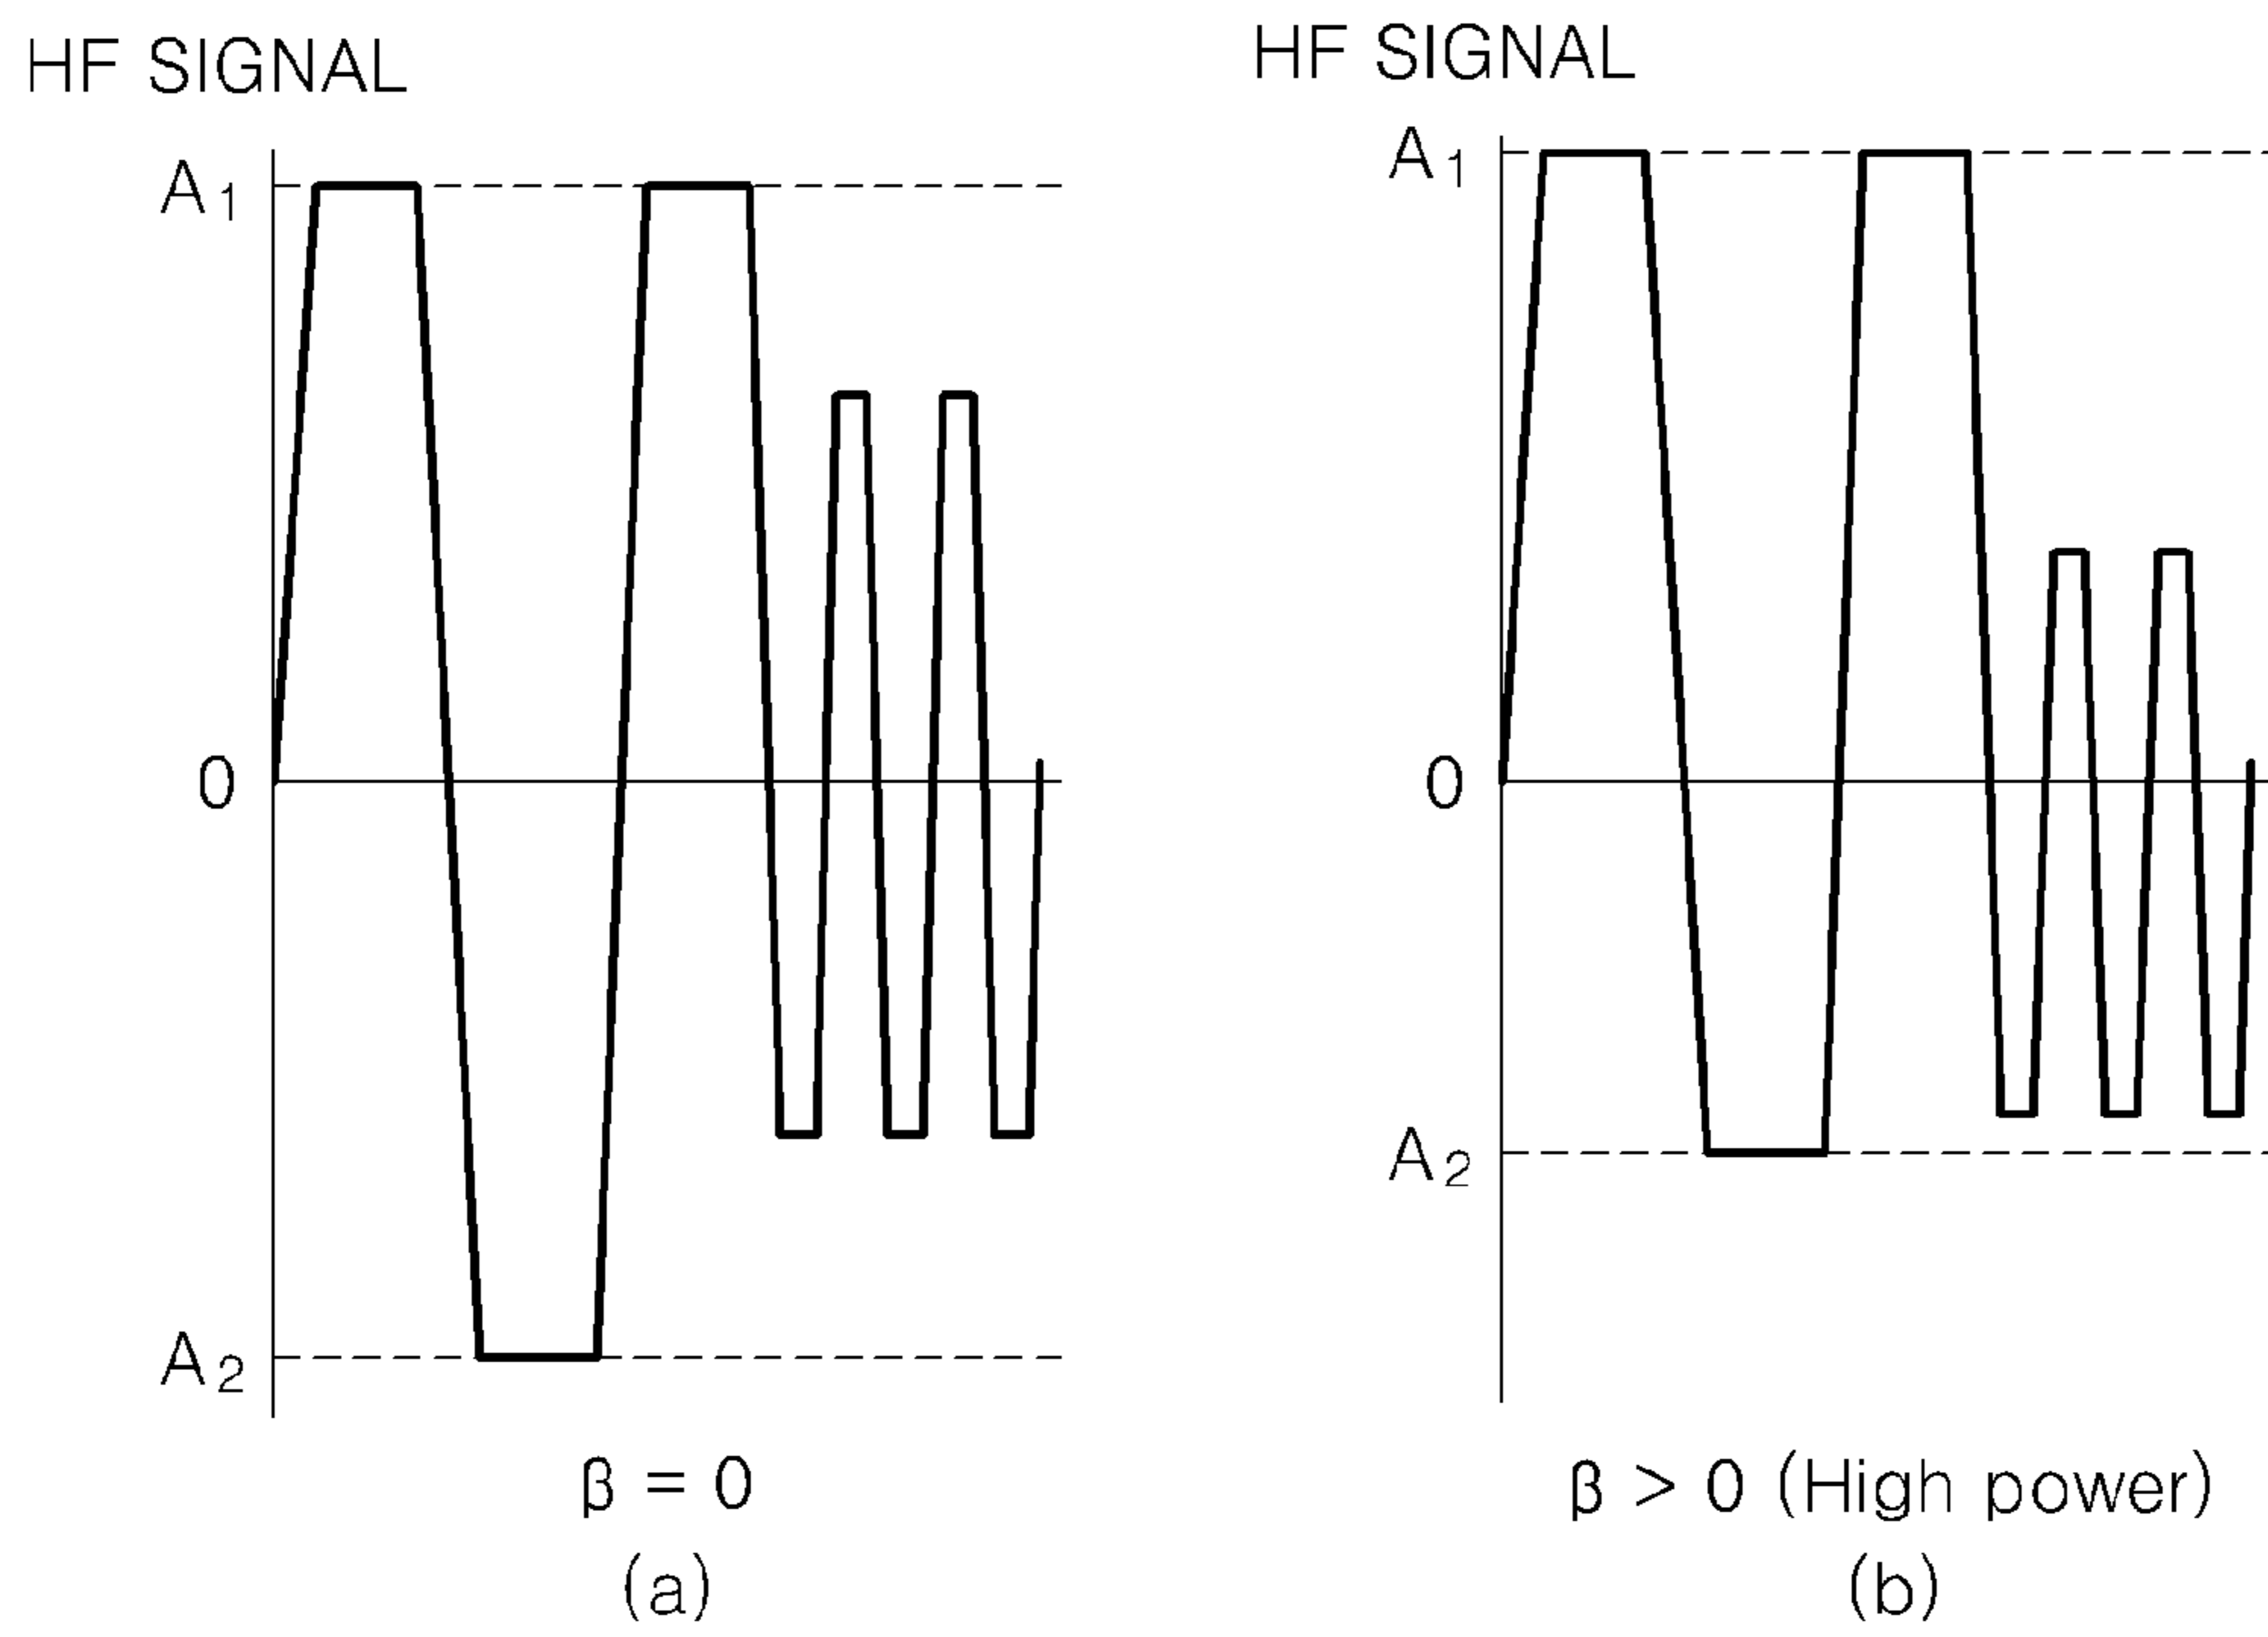 HF SIGNAL
A1
0
A2
β = 0
(a)
HF SIGNAL
A1
0
A2
β > 0 (High power)
(b)